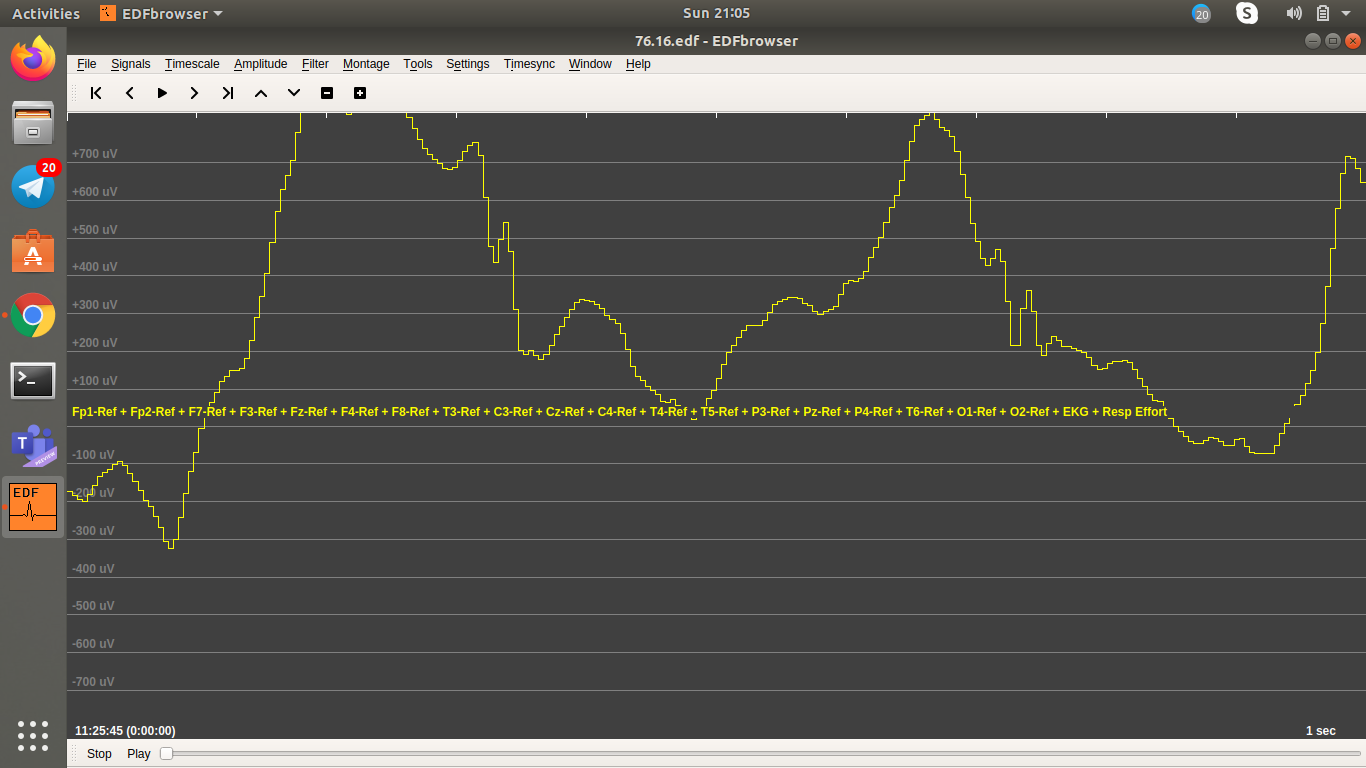 Activities EDFbrowser Sun 21:05 20 S
76.16.edf - EDFbrowser
File Signals Timescale Amplitude Filter Montage Tools Settings Timesync Window Help
20
A
>_
T
PREVIEW
EDF
+700 uV
+600 uV
+500 uV
+400 uV
+300 uV
+200 uV
+100 uV
Fp1-Ref + Fp2-Ref + F7-Ref + F3-Ref + Fz-Ref + F4-Ref + F8-Ref + T3-Ref + C3-Ref + Cz-Ref + C4-Ref + T4-Ref + T5-Ref + P3-Ref + Pz-Ref + P4-Ref + T6-Ref + O1-Ref + O2-Ref + EKG + Resp Effort
-100 uV
-200 uV
-300 uV
-400 uV
-500 uV
-600 uV
-700 uV
11:25:45 (0:00:00) 1 sec
Stop Play